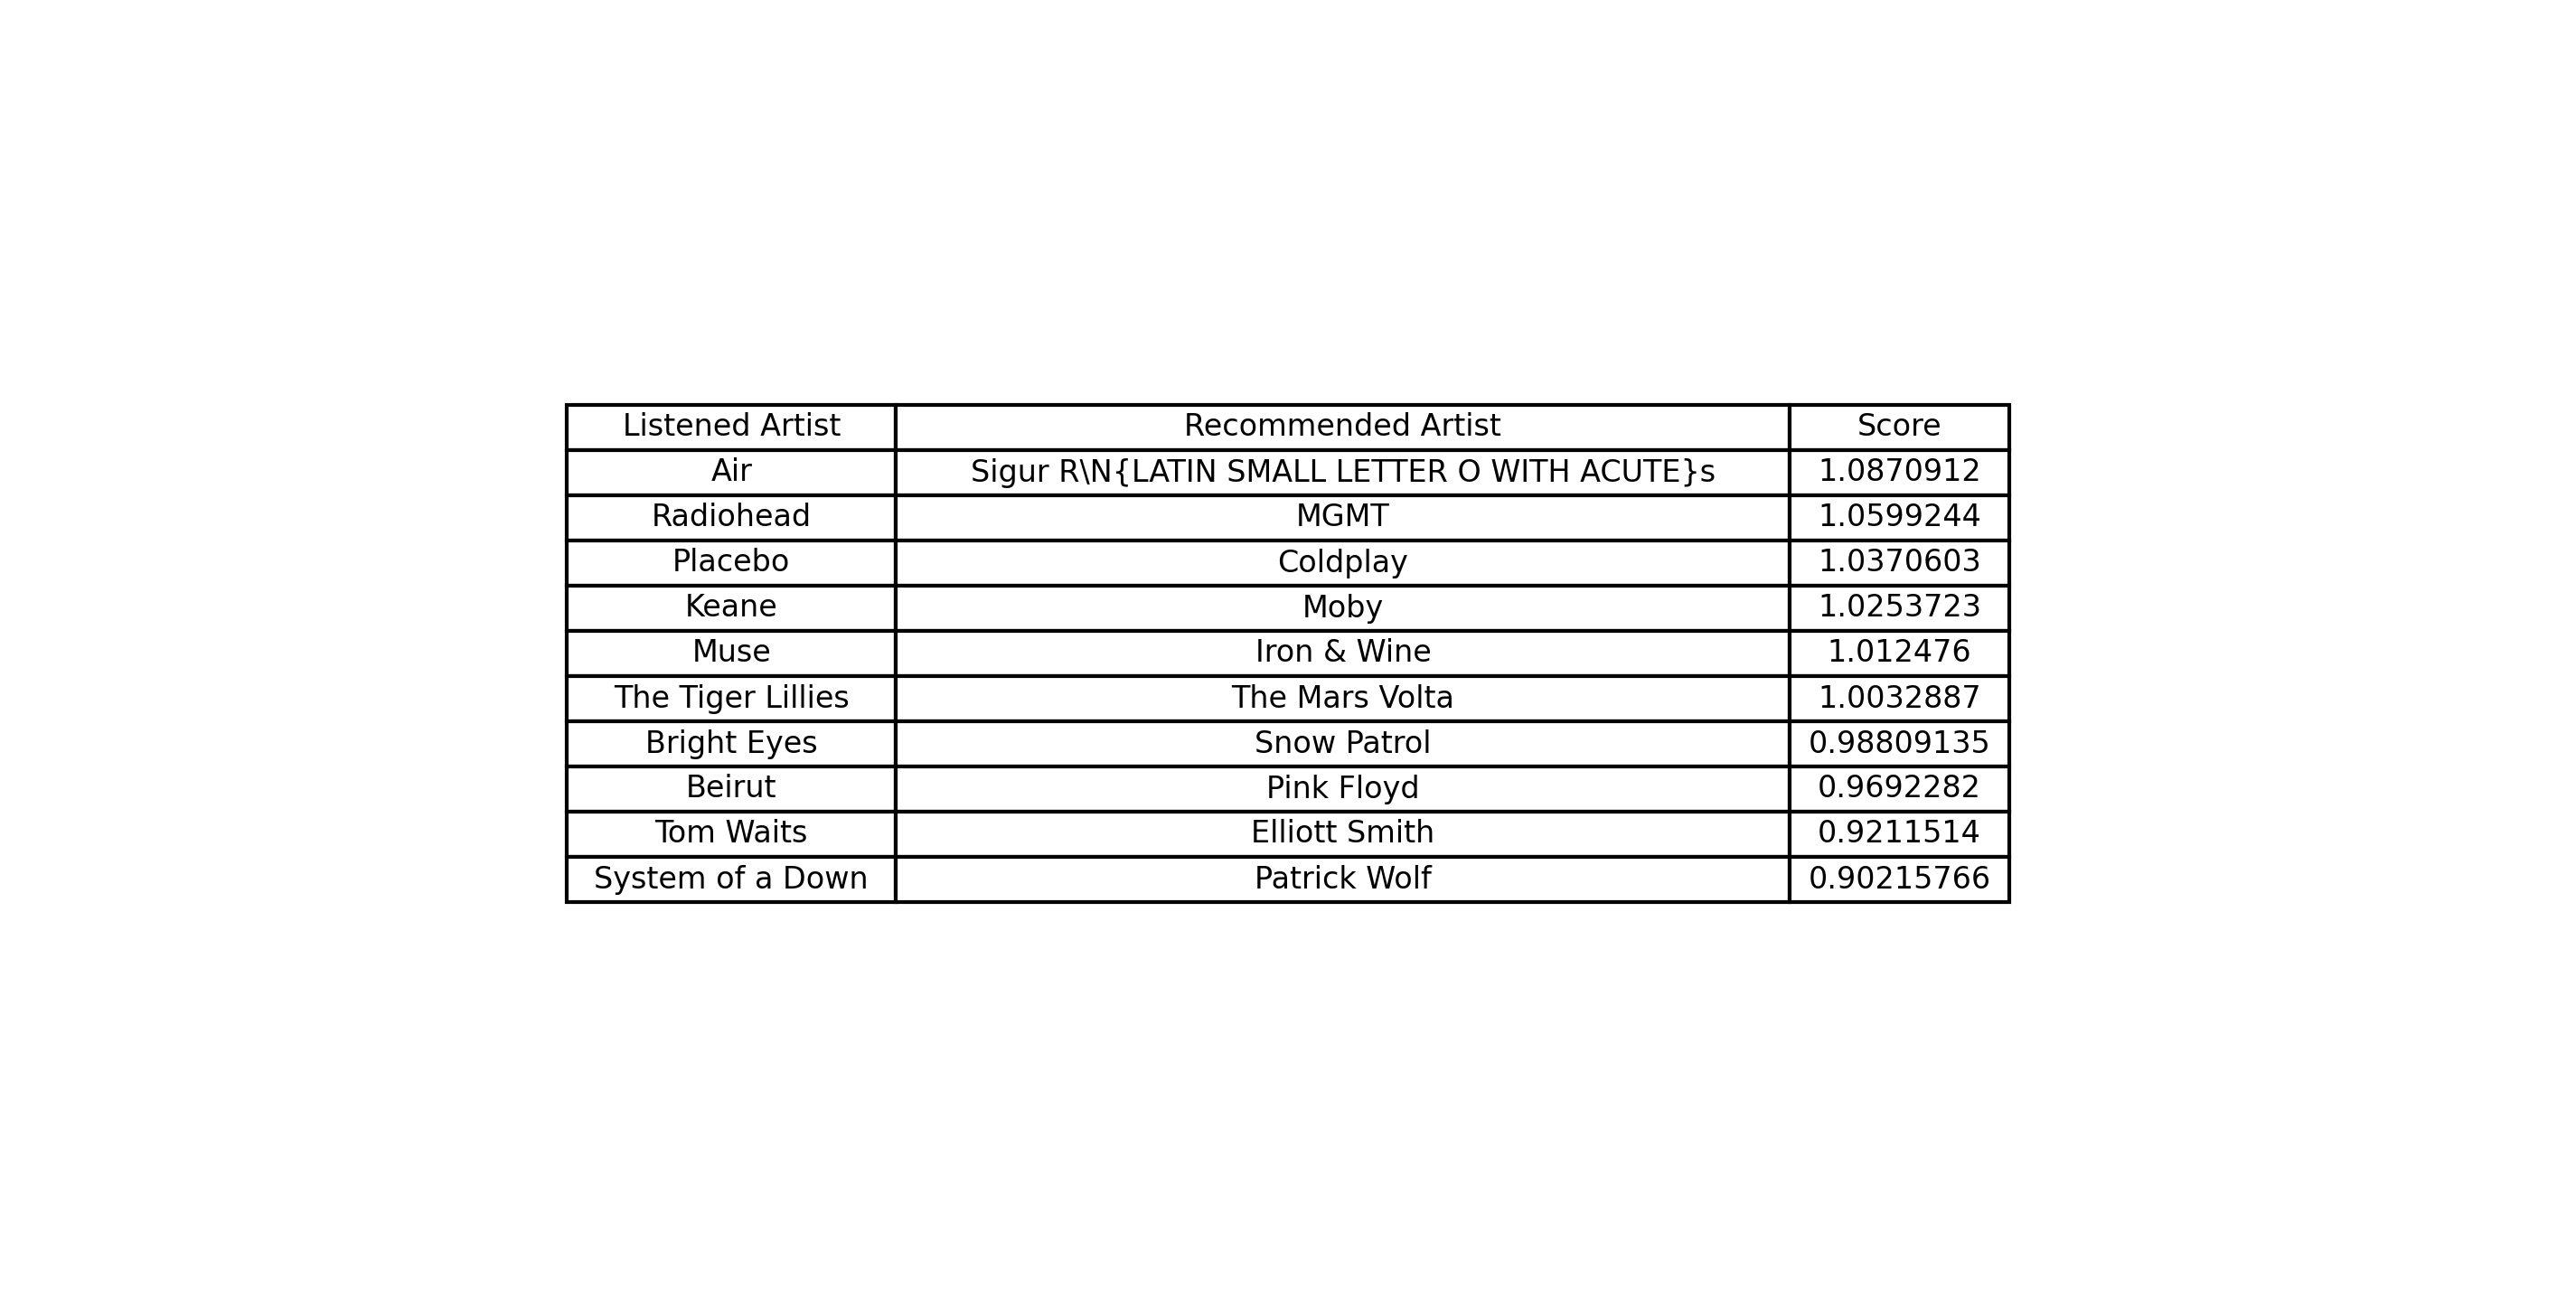 Listened Artist Recommended Artist Score
Air Sigur R\N{LATIN SMALL LETTER O WITH ACUTE}s 1.0870912
Radiohead MGMT 1.0599244
Placebo Coldplay 1.0370603
Keane Moby 1.0253723
Muse Iron & Wine 1.012476
The Tiger Lillies The Mars Volta 1.0032887
Bright Eyes Snow Patrol 0.98809135
Beirut Pink Floyd 0.9692282
Tom Waits Elliott Smith 0.9211514
System of a Down Patrick Wolf 0.90215766